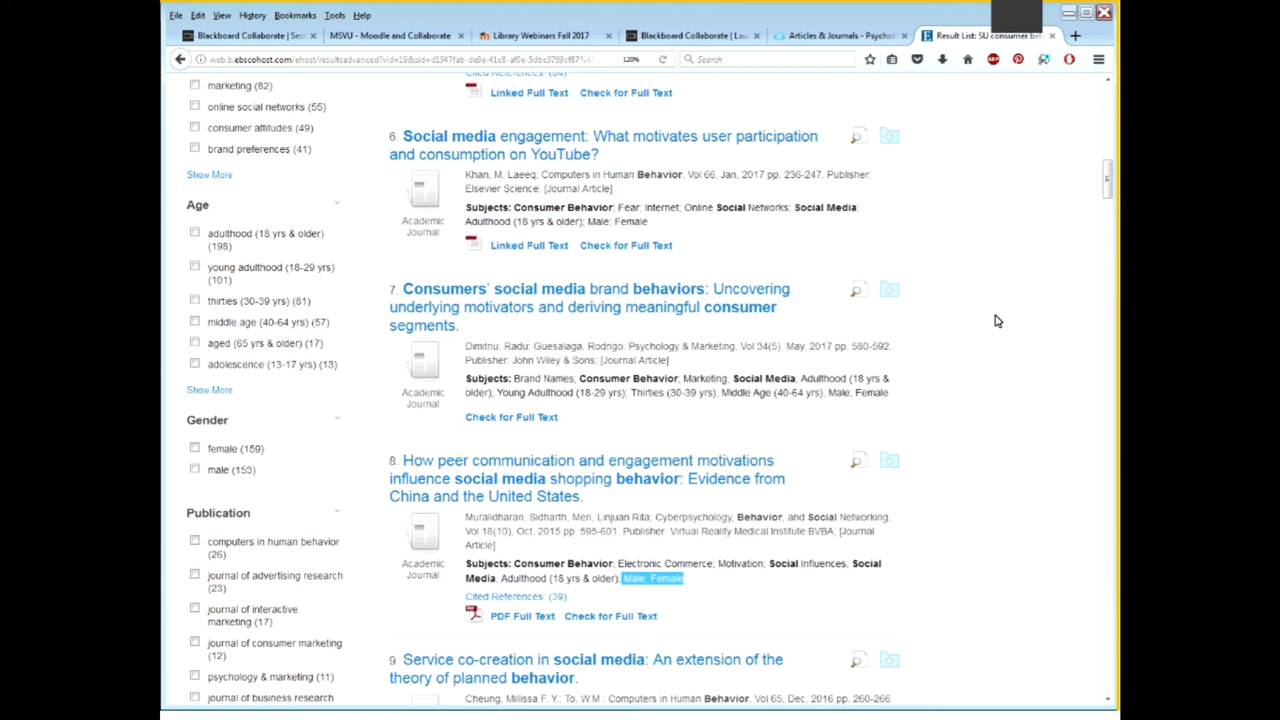 File Edit View History Bookmarks Tools Help
Blackboard Collaborate | Ses
MSVU - Moodle and Collaborate
Library Webinars Fall 2017
Blackboard Collaborate | Lau
Articles & Journals - Psychol
Result List: SU consumer be
web.b.ebscohost.com
120%
Search
marketing (82)
online social networks (55)
consumer attitudes (49)
brand preferences (41)
Show More
Age
adulthood (18 yrs & older)
(198)
young adulthood (18-29 yrs)
(101)
thirties (30-39 yrs) (81)
middle age (40-64 yrs) (57)
aged (65 yrs & older) (17)
adolescence (13-17 yrs) (13)
Show More
Gender
female (159)
male (153)
Publication
computers in human behavior
(26)
journal of advertising research
(23)
journal of interactive
marketing (17)
journal of consumer marketing
(12)
psychology & marketing (11)
journal of business research
Linked Full Text Check for Full Text
6. Social media engagement: What motivates user participation
and consumption on YouTube?
Khan, M. Laeeq; Computers in Human Behavior. Vol 66, Jan, 2017 pp. 236-247. Publisher:
Elsevier Science; [Journal Article]
Academic
Journal
Subjects: Consumer Behavior; Fear; Internet; Online Social Networks; Social Media;
Adulthood (18 yrs & older); Male; Female
Linked Full Text Check for Full Text
7. Consumers' social media brand behaviors: Uncovering
underlying motivators and deriving meaningful consumer
segments.
Dimitriu, Radu; Guesalaga, Rodrigo; Psychology & Marketing, Vol 34(5), May, 2017 pp. 580-592.
Publisher: John Wiley & Sons; [Journal Article]
Academic
Journal
Subjects: Brand Names; Consumer Behavior; Marketing; Social Media; Adulthood (18 yrs &
older); Young Adulthood (18-29 yrs); Thirties (30-39 yrs); Middle Age (40-64 yrs); Male; Female
Check for Full Text
8. How peer communication and engagement motivations
influence social media shopping behavior: Evidence from
China and the United States.
Muralidharan, Sidharth; Men, Linjuan Rita; Cyberpsychology, Behavior, and Social Networking,
Vol 18(10), Oct, 2015 pp. 595-601. Publisher: Virtual Reality Medical Institute BVBA; [Journal
Article]
Academic
Journal
Subjects: Consumer Behavior; Electronic Commerce; Motivation; Social Influences; Social
Media; Adulthood (18 yrs & older); Male; Female
Cited References: (39)
PDF Full Text Check for Full Text
9. Service co-creation in social media: An extension of the
theory of planned behavior.
Cheung, Millissa F. Y.; To, W.M.; Computers in Human Behavior. Vol 65, Dec, 2016 pp. 260-266.